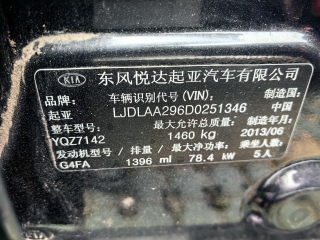 KIA 东风悦达起亚汽车有限公司
品牌: 车辆识别代号(VIN): 制造国:
起亚 LJDLAA296D0251346 中国
整车型号: 最大允许总质量: 制造年月:
YQZ7142 1460 kg 2013/06
发动机型号 / 排量 / 最大净功率: 乘坐人数:
G4FA 1396 ml 78.4 kW 5人